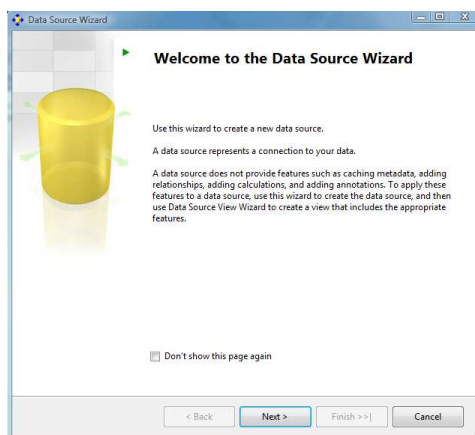 Data Source Wizard
Welcome to the Data Source Wizard
Use this wizard to create a new data source.
A data source represents a connection to your data.
A data source does not provide features such as caching metadata, adding
relationships, adding calculations, and adding annotations. To apply these
features to a data source, use this wizard to create the data source, and then
use Data Source View Wizard to create a view that includes the appropriate
features.
Don't show this page again
< Back Next > Finish >>| Cancel